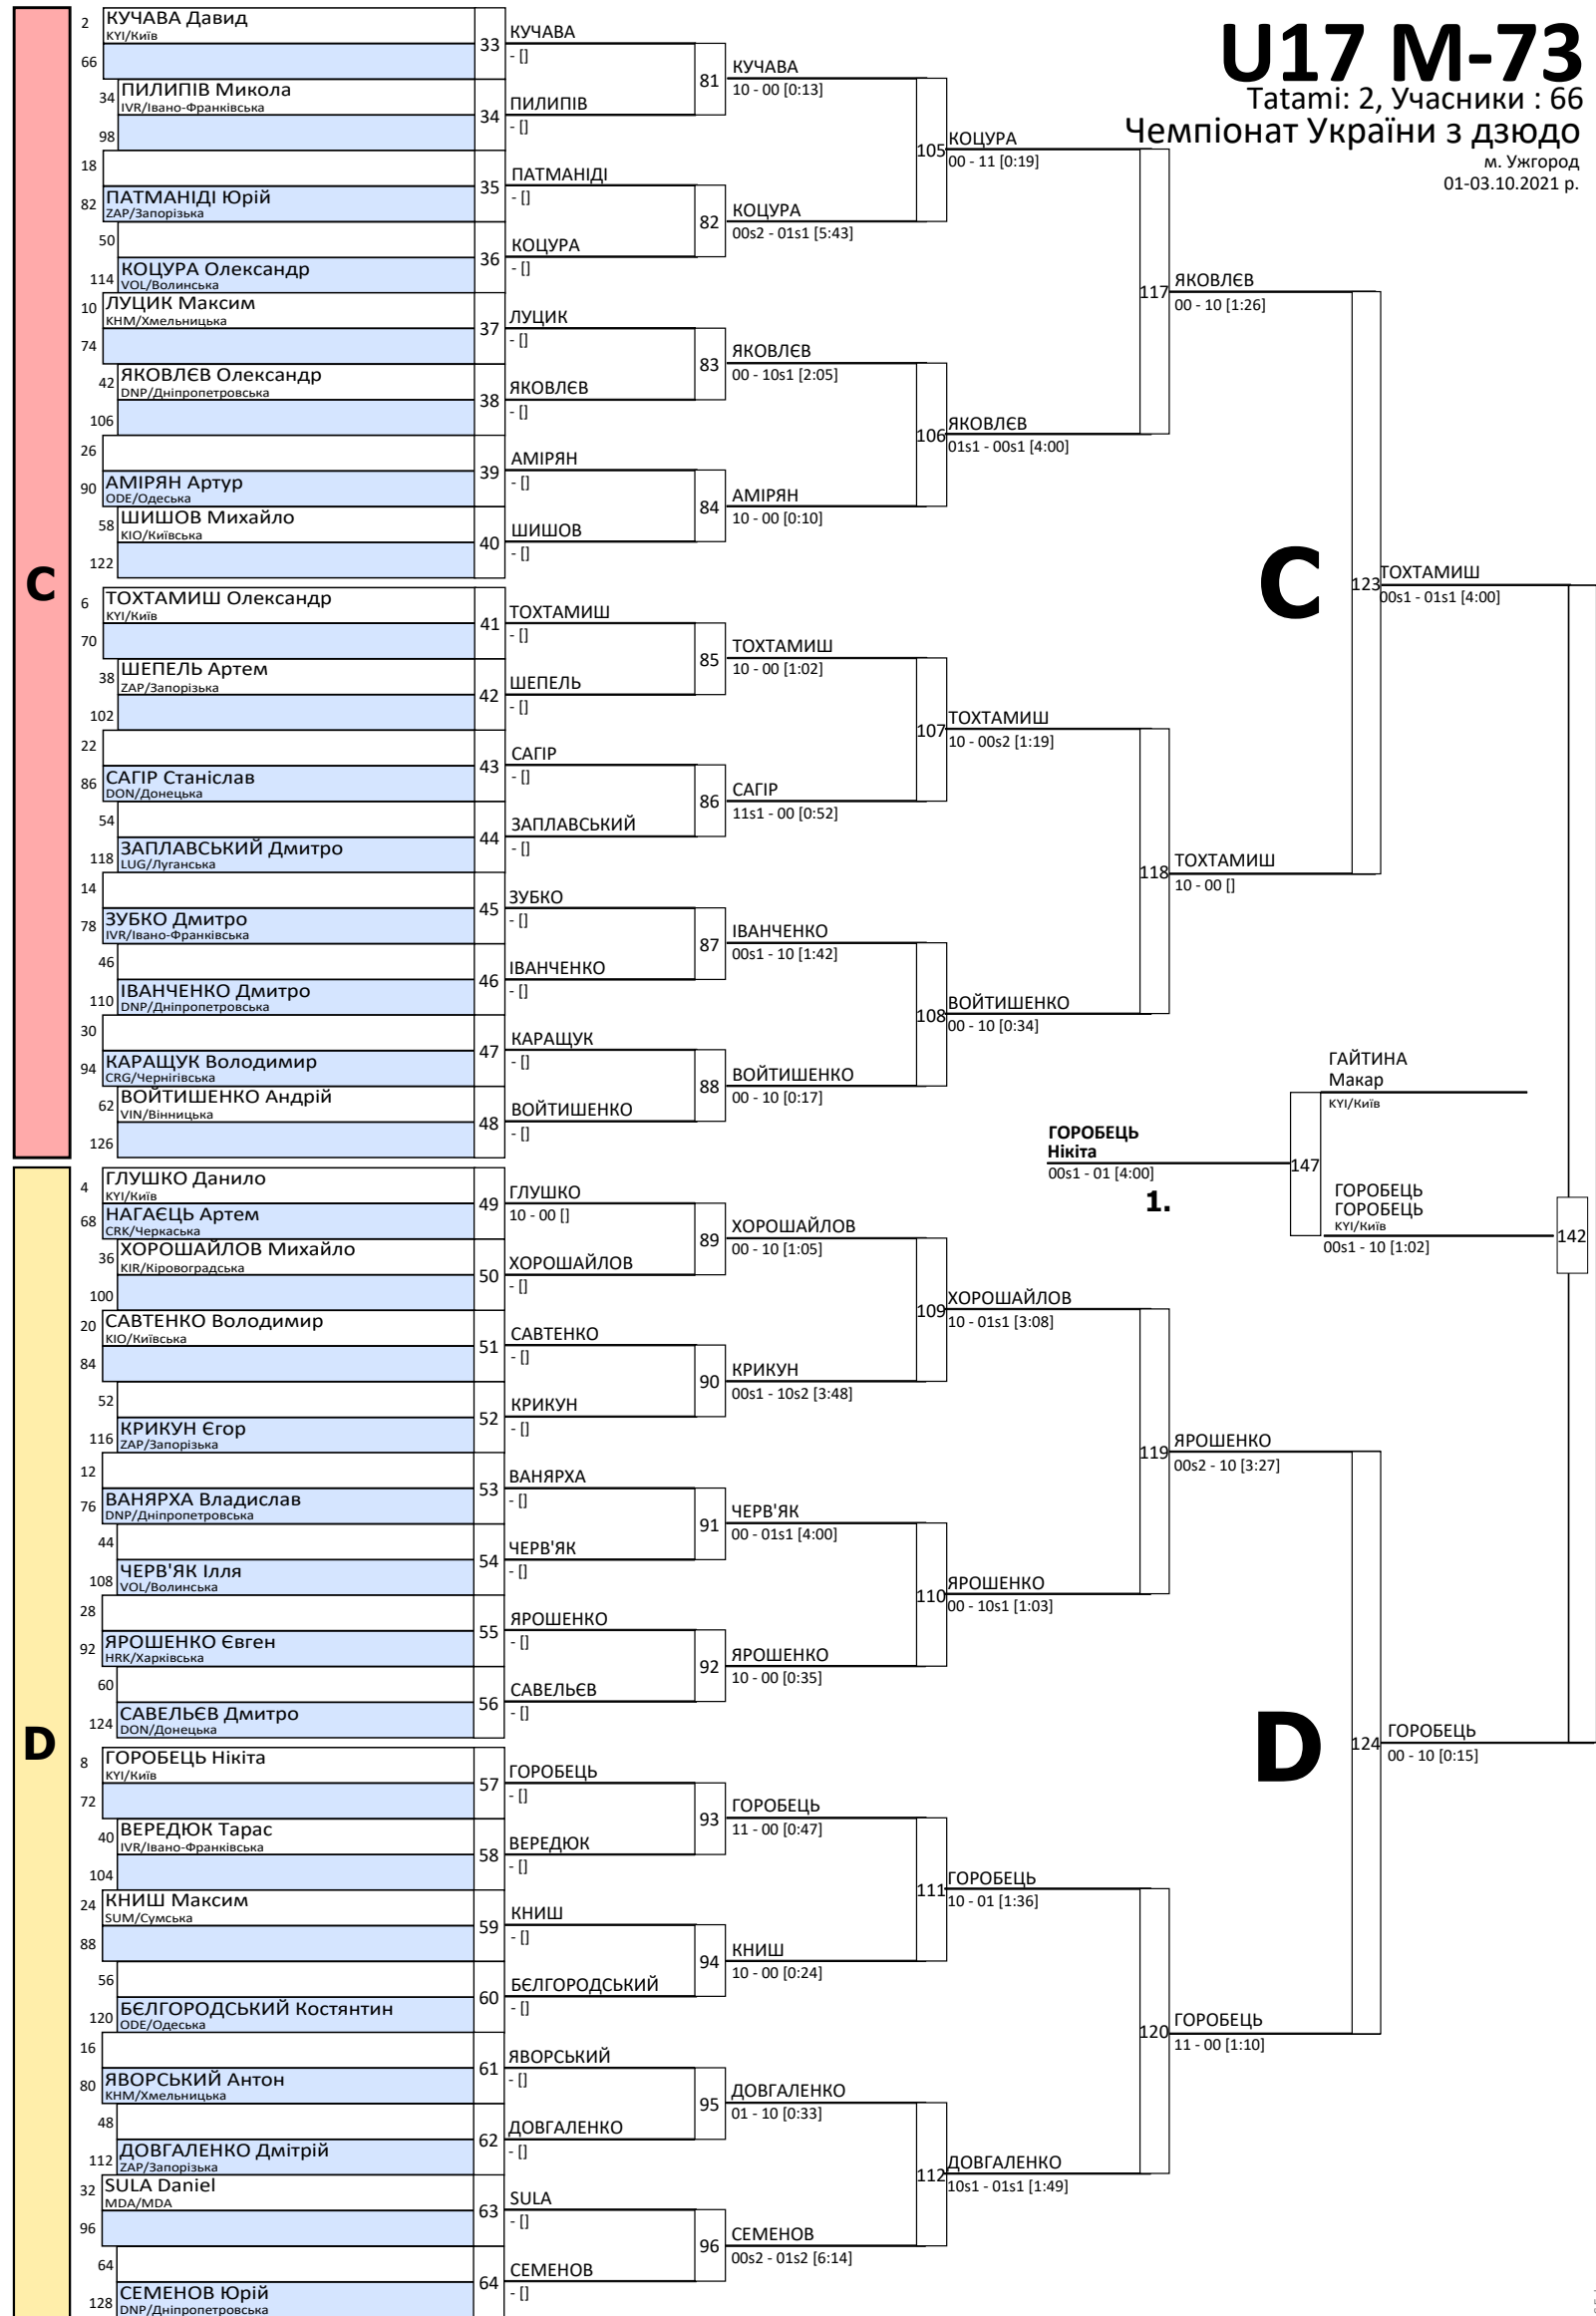 U17 M-73
Tatami: 2, Учасники : 66
Чемпіонат України з дзюдо
м. Ужгород
01-03.10.2021 р.
C
2
КУЧАВА Давид
KYI/Київ
66
33
34
ПИЛИПІВ Микола
IVR/Івано-Франківська
98
34
18
82
ПАТМАНІДІ Юрій
ZAP/Запорізька
35
50
114
КОЦУРА Олександр
VOL/Волинська
36
10
ЛУЦИК Максим
KHM/Хмельницька
74
37
42
ЯКОВЛЄВ Олександр
DNP/Дніпропетровська
106
38
26
90
АМІРЯН Артур
ODE/Одеська
39
58
ШИШОВ Михайло
KIO/Київська
122
40
6
ТОХТАМИШ Олександр
KYI/Київ
70
41
38
ШЕПЕЛЬ Артем
ZAP/Запорізька
102
42
22
86
САГІР Станіслав
DON/Донецька
43
54
118
ЗАПЛАВСЬКИЙ Дмитро
LUG/Луганська
44
14
78
ЗУБКО Дмитро
IVR/Івано-Франківська
45
46
110
ІВАНЧЕНКО Дмитро
DNP/Дніпропетровська
46
30
94
КАРАЩУК Володимир
CRG/Чернігівська
47
62
ВОЙТИШЕНКО Андрій
VIN/Вінницька
126
48
D
4
ГЛУШКО Данило
KYI/Київ
68
НАГАЄЦЬ Артем
CRK/Черкаська
49
36
ХОРОШАЙЛОВ Михайло
KIR/Кіровоградська
100
50
20
САВТЕНКО Володимир
KIO/Київська
84
51
52
116
КРИКУН Єгор
ZAP/Запорізька
52
12
76
ВАНЯРХА Владислав
DNP/Дніпропетровська
53
44
108
ЧЕРВ'ЯК Ілля
VOL/Волинська
54
28
92
ЯРОШЕНКО Євген
HRK/Харківська
55
60
124
САВЕЛЬЄВ Дмитро
DON/Донецька
56
8
ГОРОБЕЦЬ Нікіта
KYI/Київ
72
57
40
ВЕРЕДЮК Тарас
IVR/Івано-Франківська
104
58
24
КНИШ Максим
SUM/Сумська
88
59
56
120
БЄЛГОРОДСЬКИЙ Костянтин
ODE/Одеська
60
16
80
ЯВОРСЬКИЙ Антон
KHM/Хмельницька
61
48
112
ДОВГАЛЕНКО Дмітрій
ZAP/Запорізька
62
32
SULA Daniel
MDA/MDA
96
63
64
128
СЕМЕНОВ Юрій
DNP/Дніпропетровська
64
КУЧАВА
- []
ПИЛИПІВ
- []
ПАТМАНІДІ
- []
КОЦУРА
- []
ЛУЦИК
- []
ЯКОВЛЄВ
- []
АМІРЯН
- []
ШИШОВ
- []
ТОХТАМИШ
- []
ШЕПЕЛЬ
- []
САГІР
- []
ЗАПЛАВСЬКИЙ
- []
ЗУБКО
- []
ІВАНЧЕНКО
- []
КАРАЩУК
- []
ВОЙТИШЕНКО
- []
ГЛУШКО
10 - 00 []
ХОРОШАЙЛОВ
- []
САВТЕНКО
- []
КРИКУН
- []
ВАНЯРХА
- []
ЧЕРВ'ЯК
- []
ЯРОШЕНКО
- []
САВЕЛЬЄВ
- []
ГОРОБЕЦЬ
- []
ВЕРЕДЮК
- []
КНИШ
- []
БЄЛГОРОДСЬКИЙ
- []
ЯВОРСЬКИЙ
- []
ДОВГАЛЕНКО
- []
SULA
- []
СЕМЕНОВ
- []
81
КУЧАВА
10 - 00 [0:13]
82
КОЦУРА
00s2 - 01s1 [5:43]
83
ЯКОВЛЄВ
00 - 10s1 [2:05]
84
АМІРЯН
10 - 00 [0:10]
85
ТОХТАМИШ
10 - 00 [1:02]
86
САГІР
11s1 - 00 [0:52]
87
ІВАНЧЕНКО
00s1 - 10 [1:42]
88
ВОЙТИШЕНКО
00 - 10 [0:17]
89
ХОРОШАЙЛОВ
00 - 10 [1:05]
90
КРИКУН
00s1 - 10s2 [3:48]
91
ЧЕРВ'ЯК
00 - 01s1 [4:00]
92
ЯРОШЕНКО
10 - 00 [0:35]
93
ГОРОБЕЦЬ
11 - 00 [0:47]
94
КНИШ
10 - 00 [0:24]
95
ДОВГАЛЕНКО
01 - 10 [0:33]
96
СЕМЕНОВ
00s2 - 01s2 [6:14]
105
КОЦУРА
00 - 11 [0:19]
106
ЯКОВЛЄВ
01s1 - 00s1 [4:00]
107
ТОХТАМИШ
10 - 00s2 [1:19]
108
ВОЙТИШЕНКО
00 - 10 [0:34]
109
ХОРОШАЙЛОВ
10 - 01s1 [3:08]
110
ЯРОШЕНКО
00 - 10s1 [1:03]
111
ГОРОБЕЦЬ
10 - 01 [1:36]
112
ДОВГАЛЕНКО
10s1 - 01s1 [1:49]
117
ЯКОВЛЄВ
00 - 10 [1:26]
118
ТОХТАМИШ
10 - 00 []
119
ЯРОШЕНКО
00s2 - 10 [3:27]
120
ГОРОБЕЦЬ
11 - 00 [1:10]
C
123
ТОХТАМИШ
00s1 - 01s1 [4:00]
D
124
ГОРОБЕЦЬ
00 - 10 [0:15]
ГАЙТИНА
Макар
KYI/Київ
ГОРОБЕЦЬ
Нікіта
00s1 - 01 [4:00]
1.
147
ГОРОБЕЦЬ
ГОРОБЕЦЬ
KYI/Київ
00s1 - 10 [1:02]
142